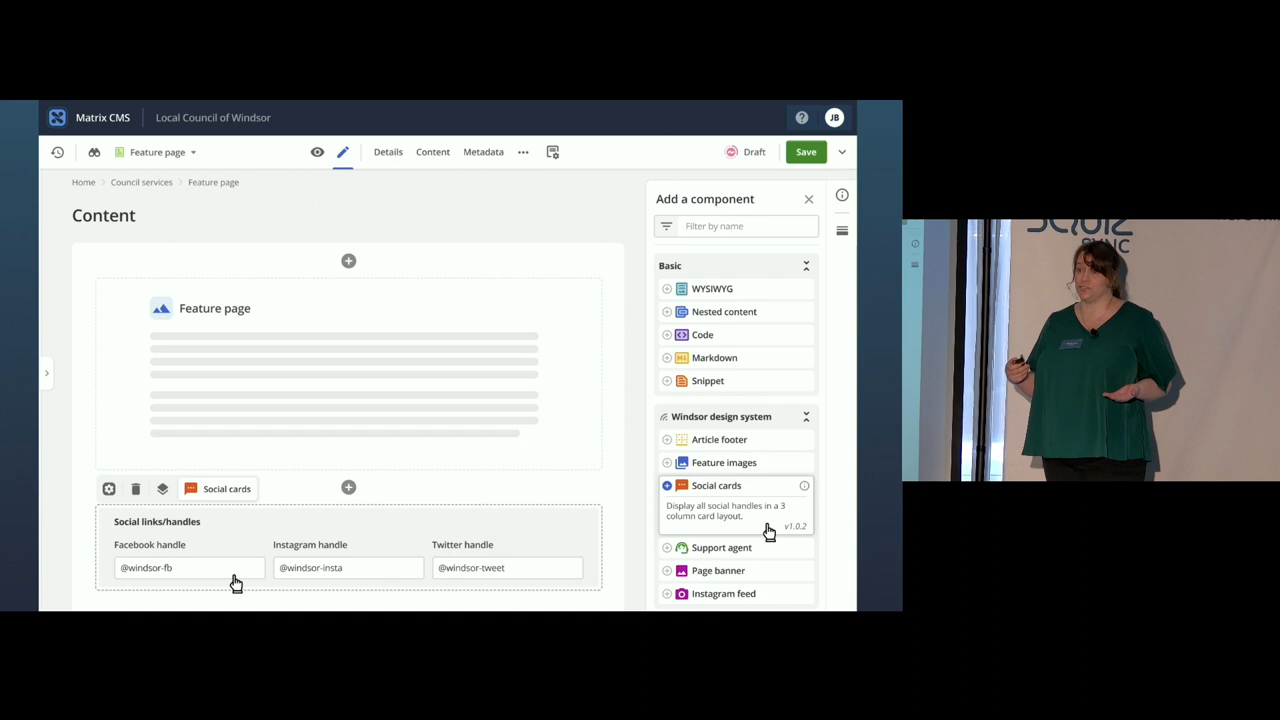 Matrix CMS
Local Council of Windsor
JB
Feature page
Details
Content
Metadata
Draft
Save
Home
Council services
Feature page
Content
Feature page
Social cards
Social links/handles
Facebook handle
Instagram handle
Twitter handle
@windsor-fb
@windsor-insta
@windsor-tweet
Add a component
Filter by name
Basic
WYSIWYG
Nested content
Code
Markdown
Snippet
Windsor design system
Article footer
Feature images
Social cards
Display all social handles in a 3
column card layout.
v1.0.2
Support agent
Page banner
Instagram feed
SYNC